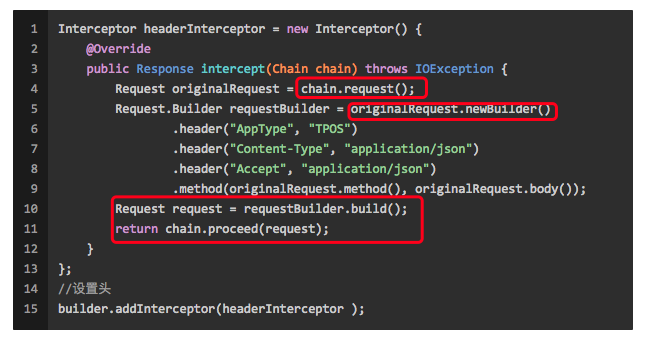 1 Interceptor headerInterceptor = new Interceptor() {
2 @Override
3 public Response intercept(Chain chain) throws IOException {
4 Request originalRequest = chain.request();
5 Request.Builder requestBuilder = originalRequest.newBuilder()
6 .header("AppType", "TPOS")
7 .header("Content-Type", "application/json")
8 .header("Accept", "application/json")
9 .method(originalRequest.method(), originalRequest.body());
10 Request request = requestBuilder.build();
11 return chain.proceed(request);
12 }
13 };
14 //设置头
15 builder.addInterceptor(headerInterceptor );